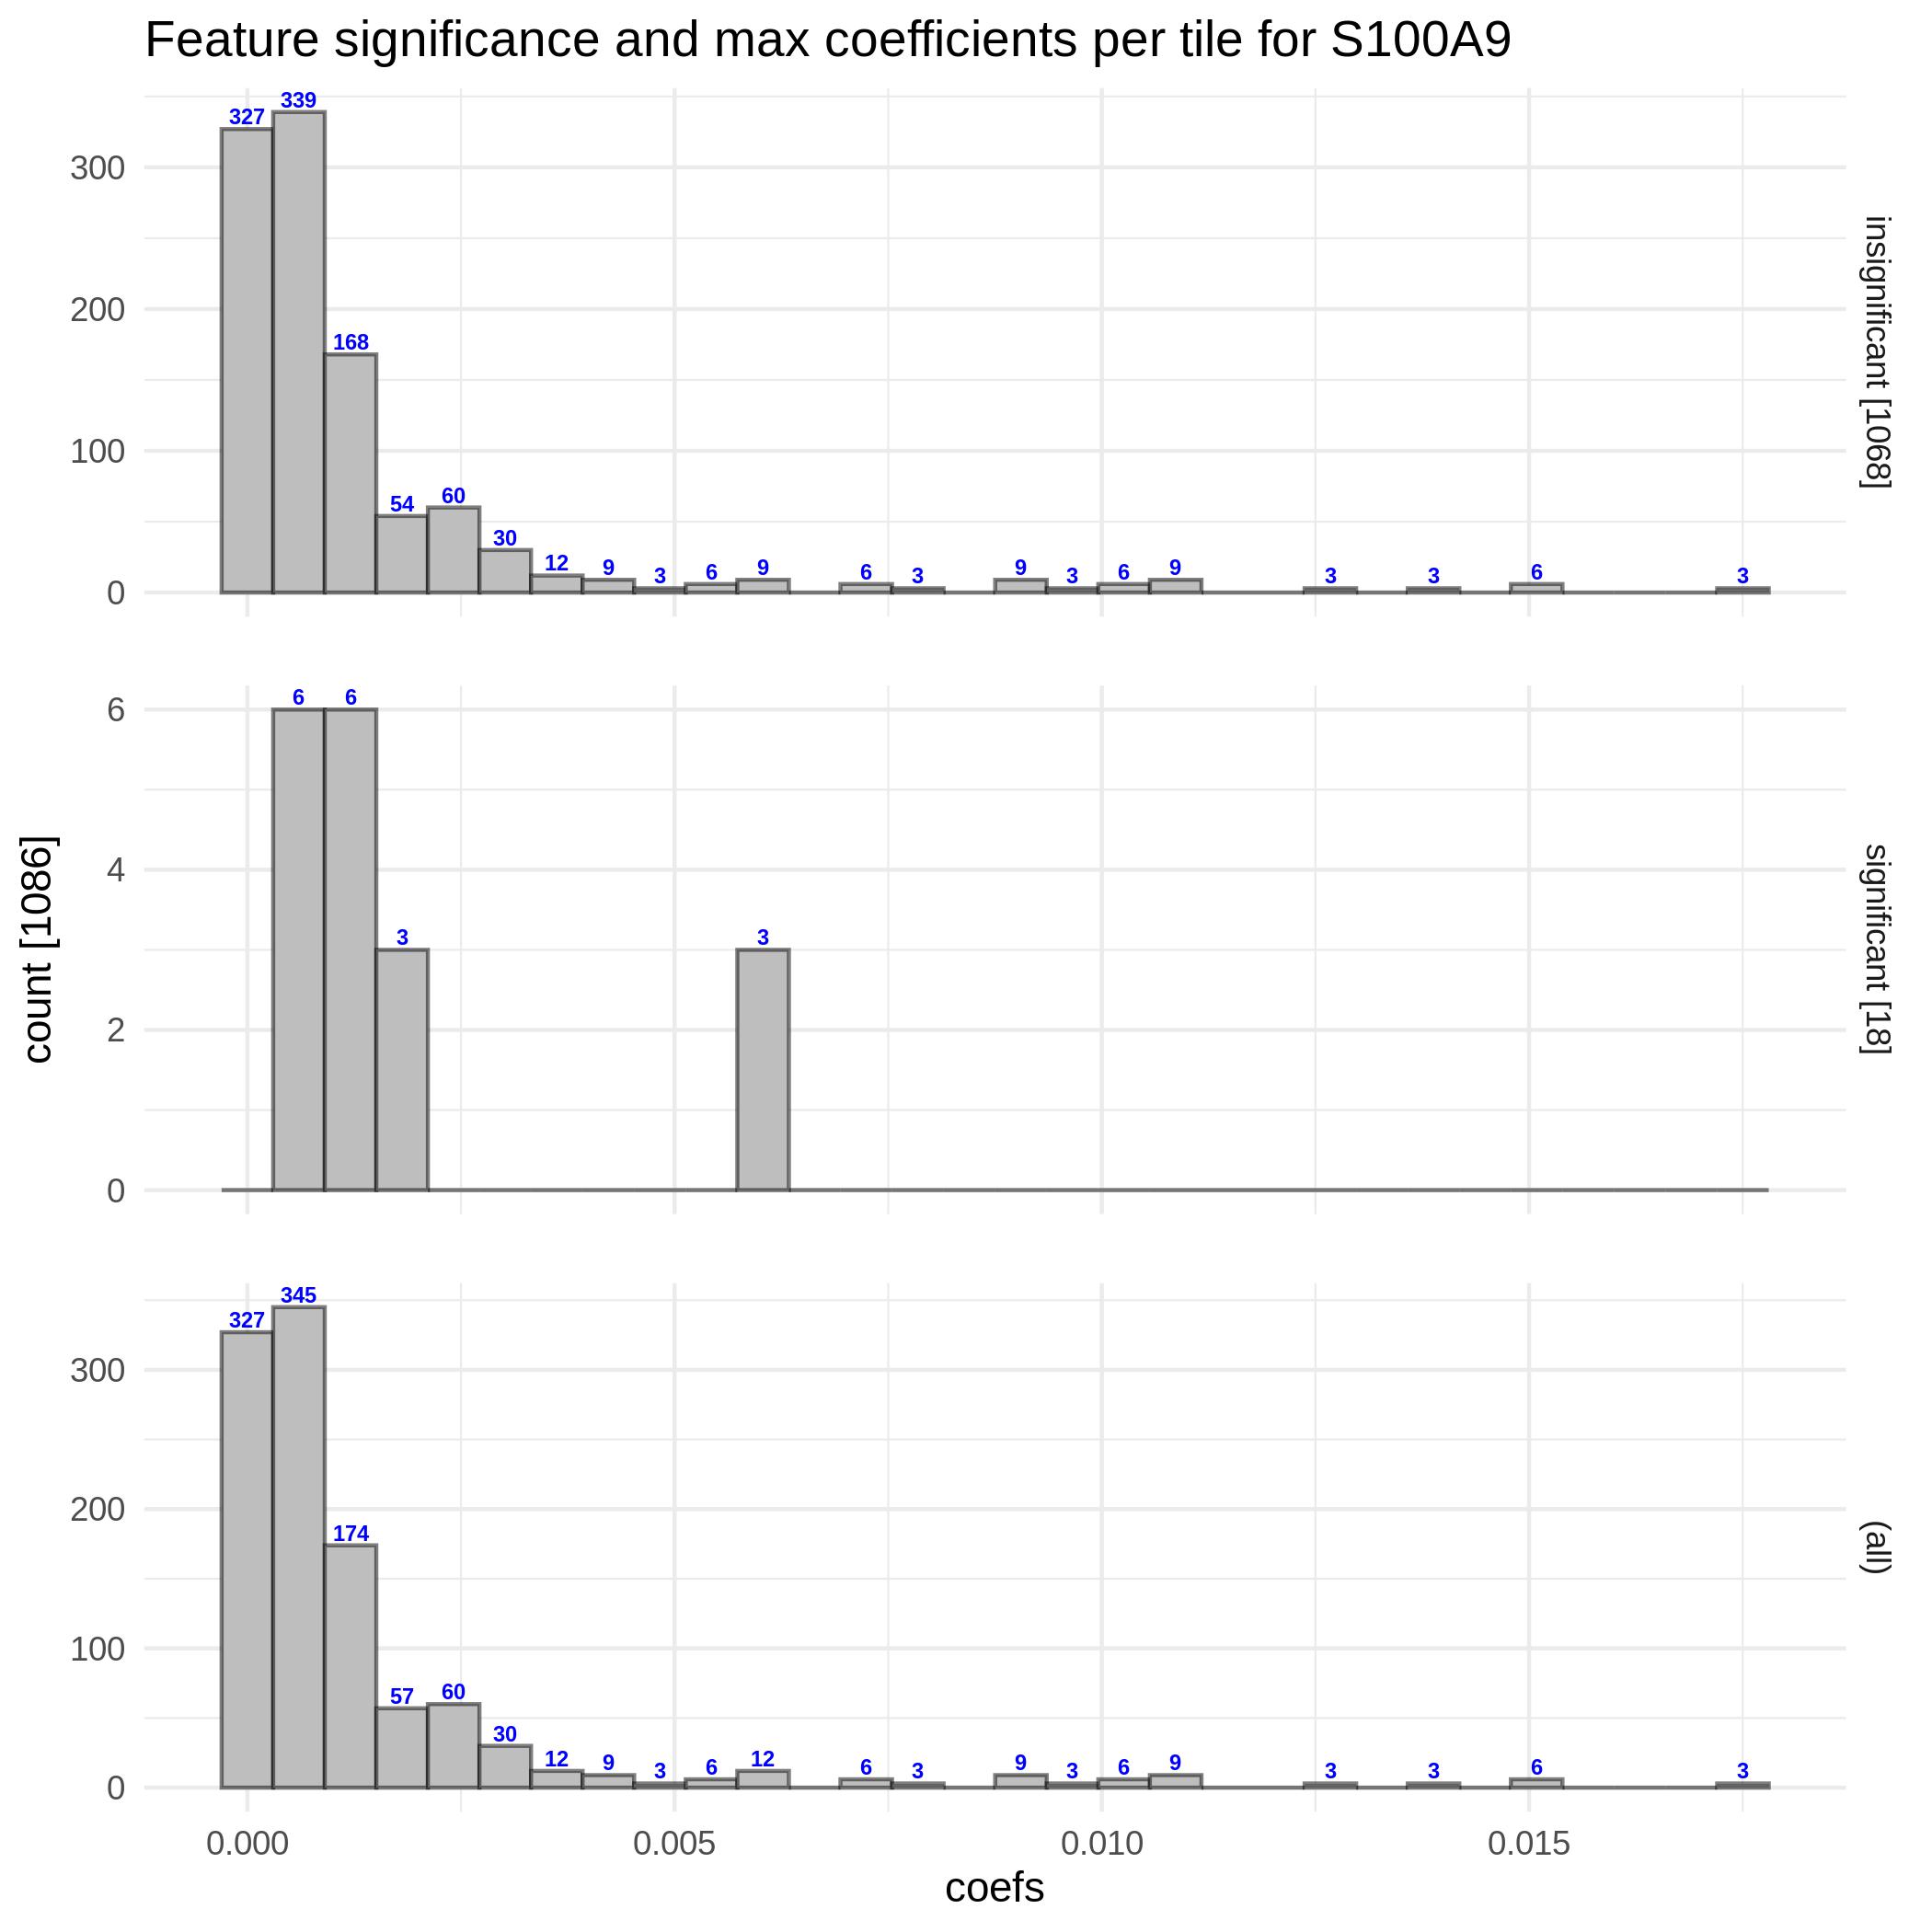 Feature significance and max coefficients per tile for S100A9
327 339 168 54 60 30 12 9 3 6 9 6 3 9 3 6 9 3 3 6 3
300
200
100
0
insignificant [1068]
6 6 3 3
6
4
2
0
significant [18]
count [1086]
327 345 174 57 60 30 12 9 3 6 12 6 3 9 3 6 9 3 3 6 3
300
200
100
0
(all)
0.000 0.005 0.010 0.015
coefs